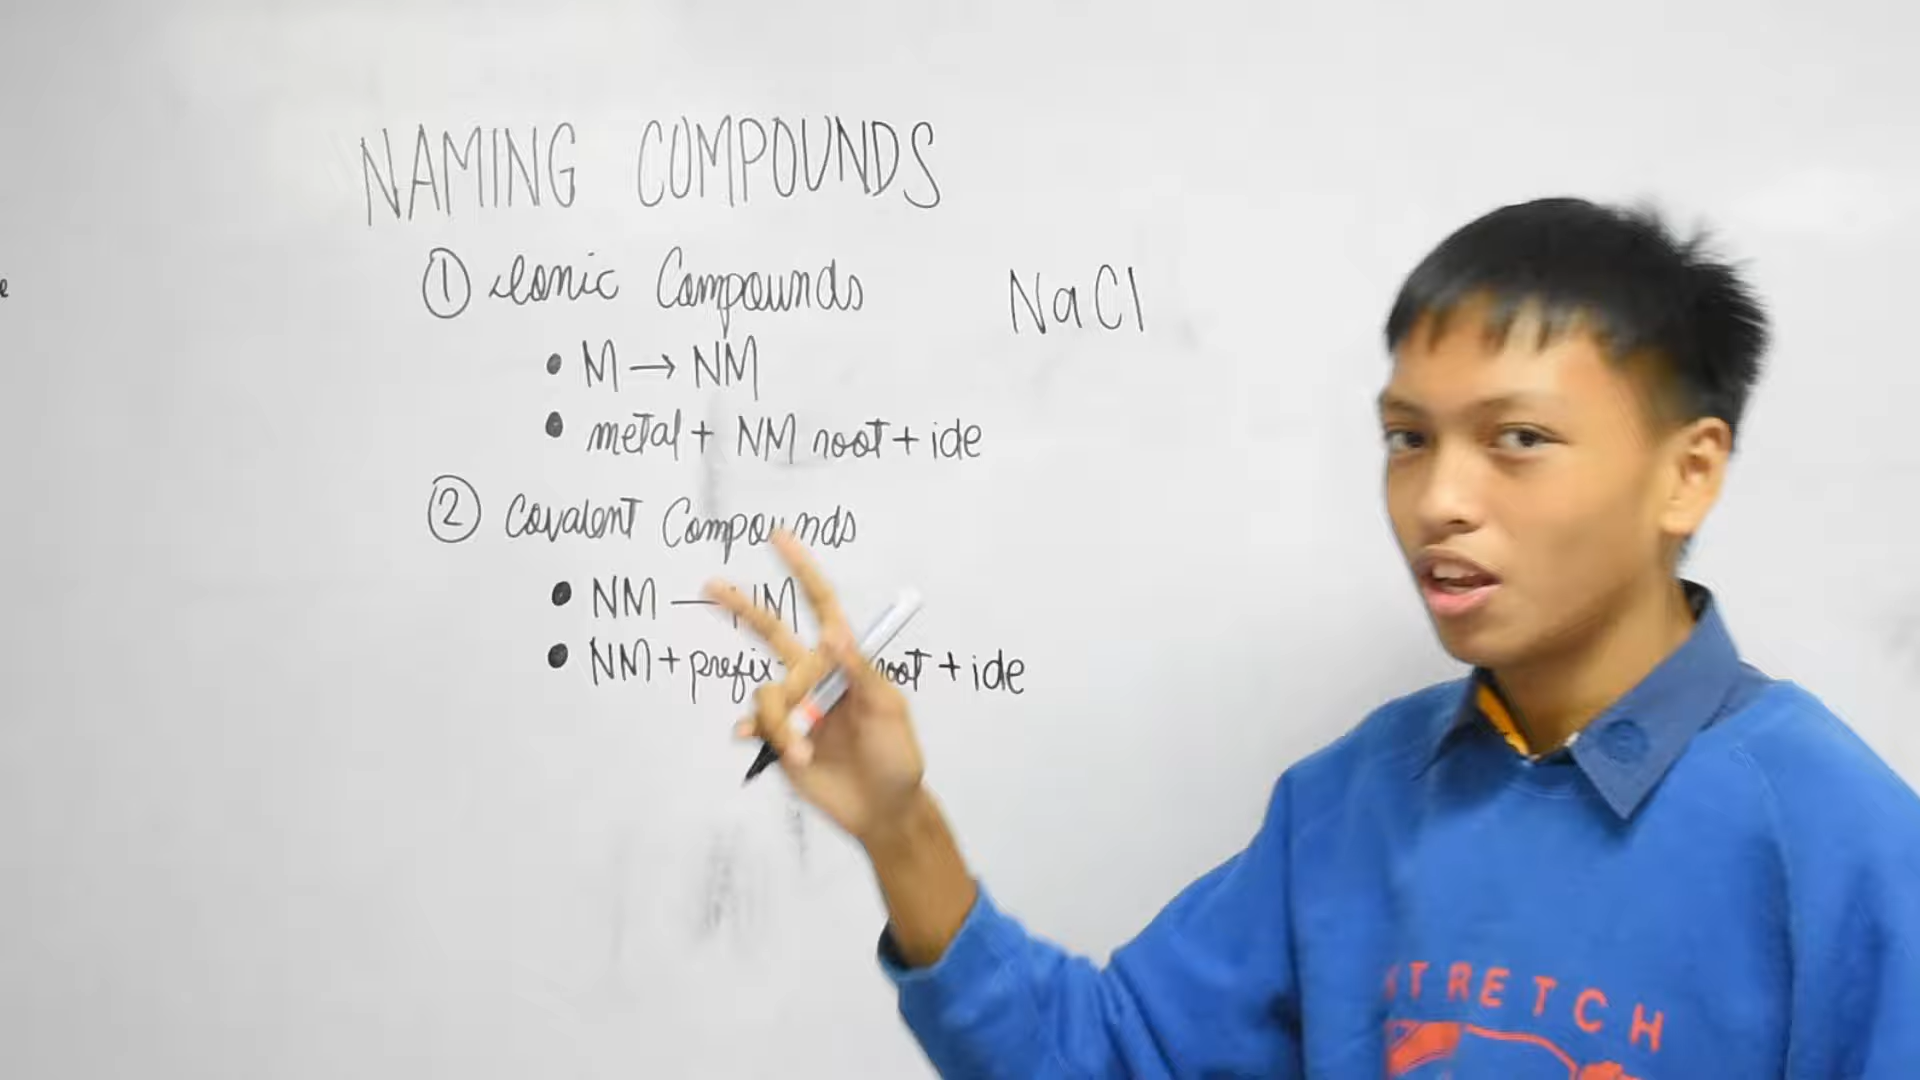 NAMING COMPOUNDS
① Ionic Compounds
NaCl
• M → NM
• metal + NM root + ide
② Covalent Compounds
• NM — NM
• NM + prefix root + ide
STRETCH